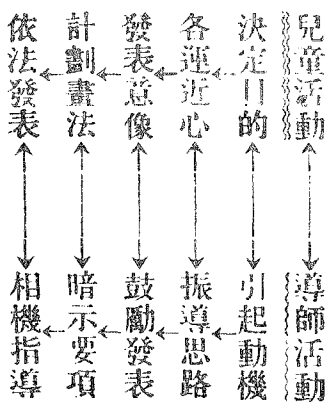 兒童活動
導師活動
決定目的
引起動機
各運近心
振導思路
發表意像
鼓勵發表
計劃畫法
暗示要項
依法發表
相機指導